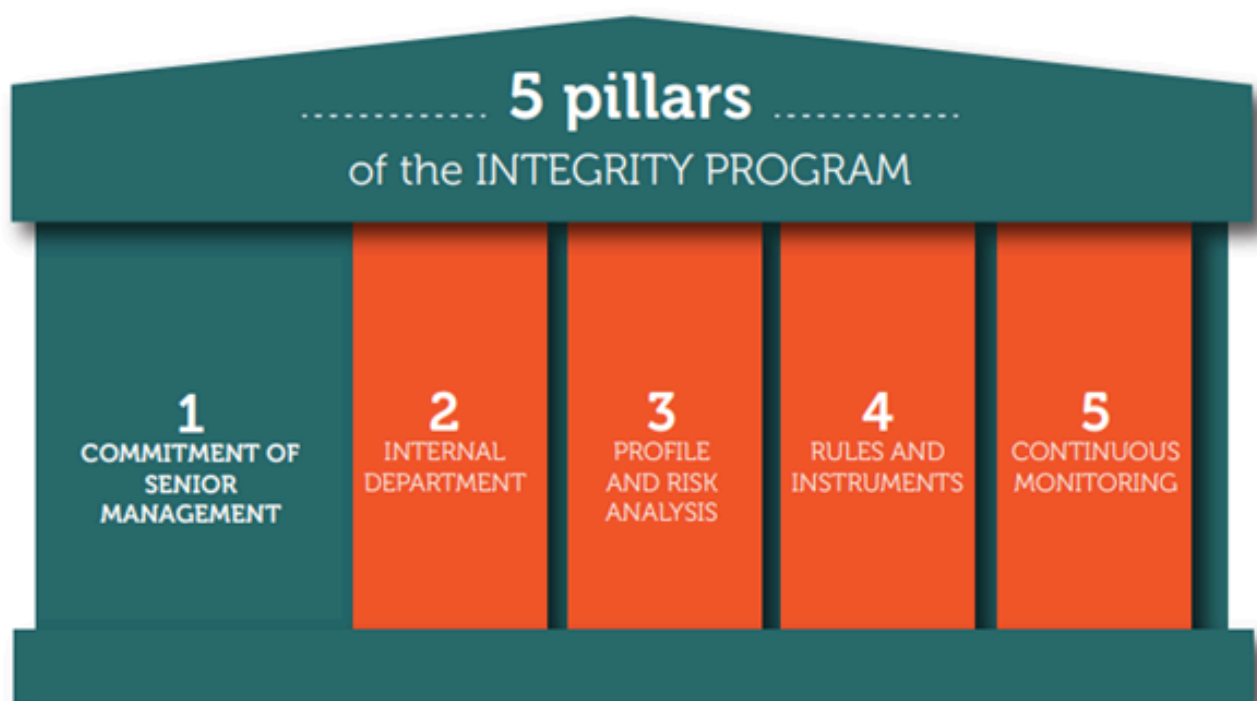 5 pillars
of the INTEGRITY PROGRAM
1
COMMITMENT OF
SENIOR
MANAGEMENT
2
INTERNAL
DEPARTMENT
3
PROFILE
AND RISK
ANALYSIS
4
RULES AND
INSTRUMENTS
5
CONTINUOUS
MONITORING